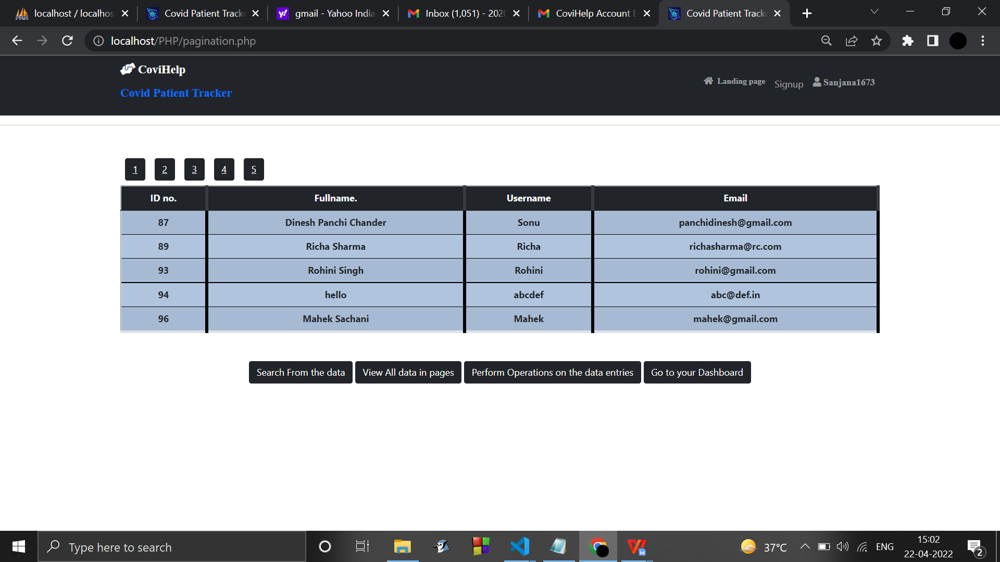 localhost / localhos
Covid Patient Track
gmail - Yahoo India
Inbox (1,051) - 202
CoviHelp Account E
Covid Patient Track
localhost/PHP/pagination.php
CoviHelp
Covid Patient Tracker
Landing page
Signup
Sanjana1673
1 2 3 4 5
ID no. Fullname. Username Email
87 Dinesh Panchi Chander Sonu panchidinesh@gmail.com
89 Richa Sharma Richa richasharma@rc.com
93 Rohini Singh Rohini rohini@gmail.com
94 hello abcdef abc@def.in
96 Mahek Sachani Mahek mahek@gmail.com
Search From the data
View All data in pages
Perform Operations on the data entries
Go to your Dashboard
Type here to search
37°C
ENG
15:02
22-04-2022
2